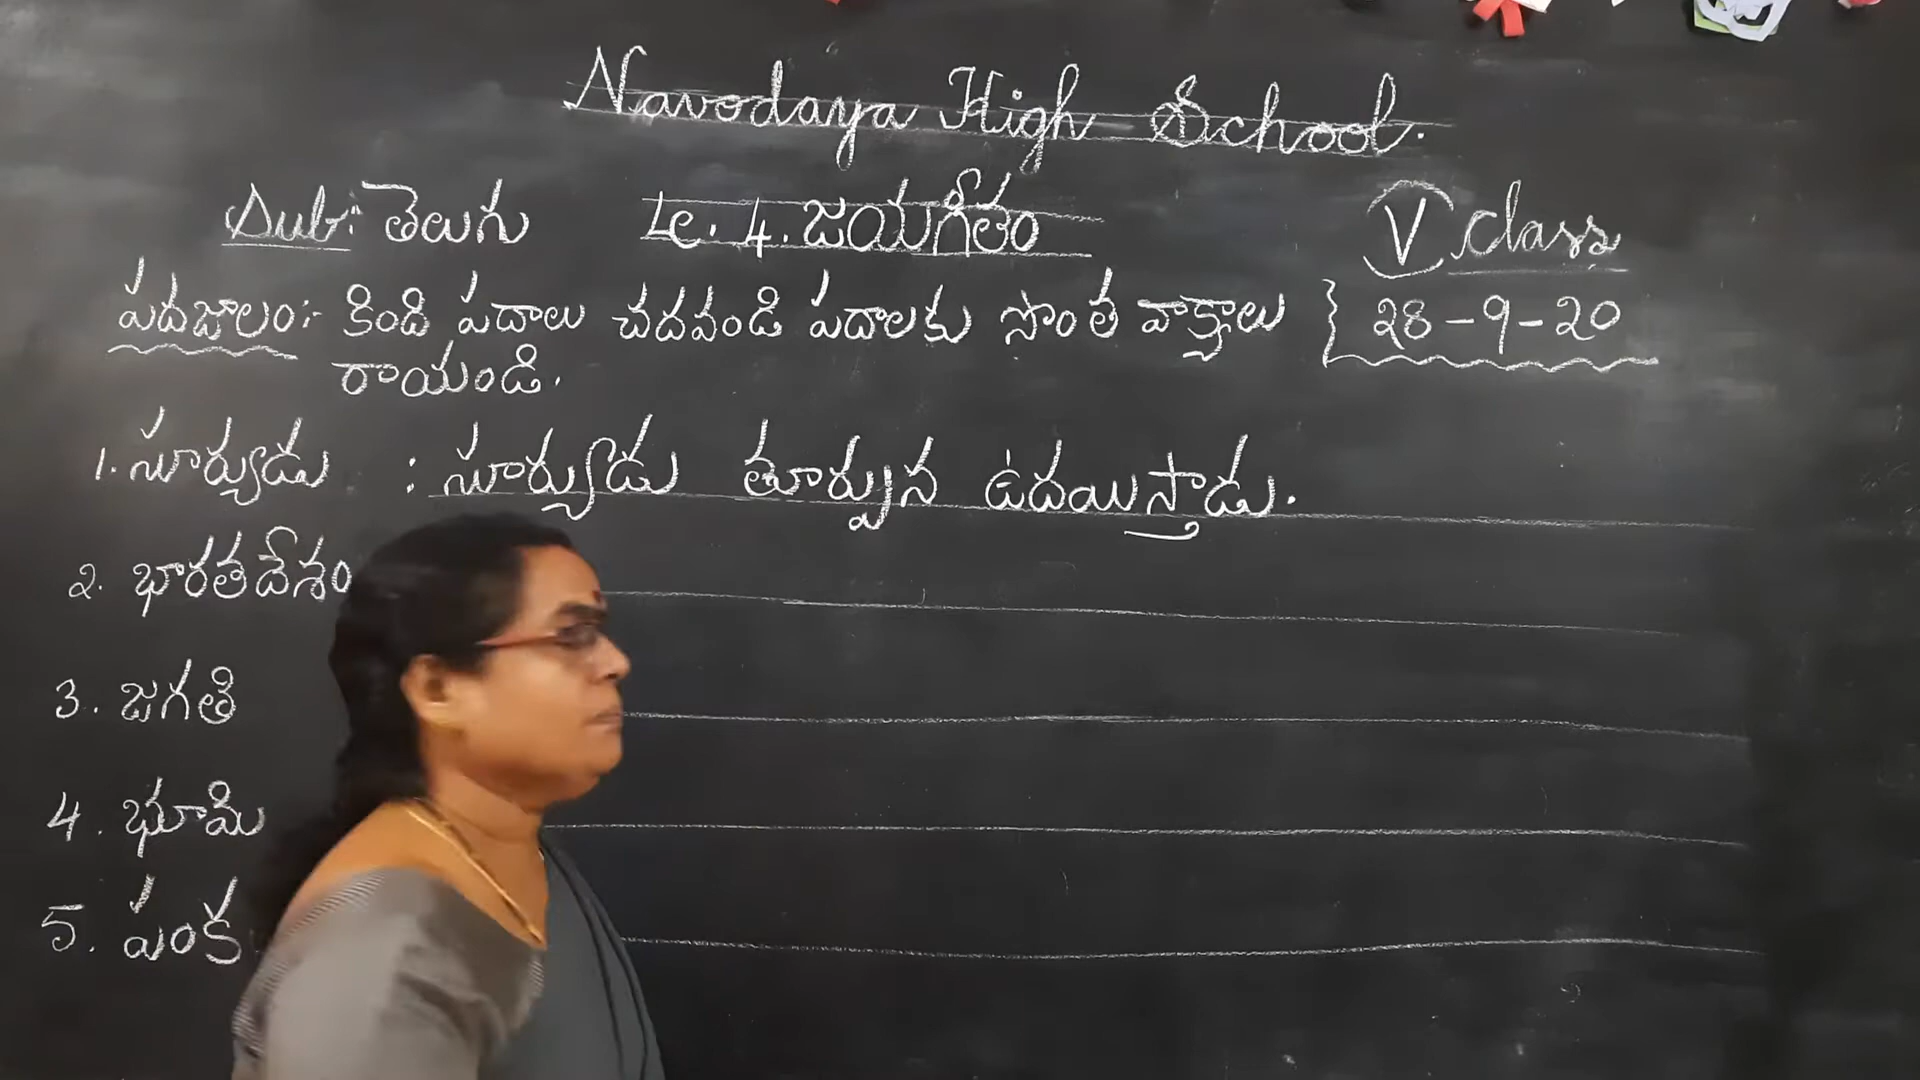 Navodaya High School.
Sub: తెలుగు Le. 4. జయగీతం V class
పదజాలం:- కింది పదాలు చదవండి పదాలకు సొంత వాక్యాలు 28-9-20
రాయండి.
1. సూర్యుడు : సూర్యుడు తూర్పున ఉదయిస్తాడు.
2. భారతదేశం
3. జగతి
4. భూమి
5.